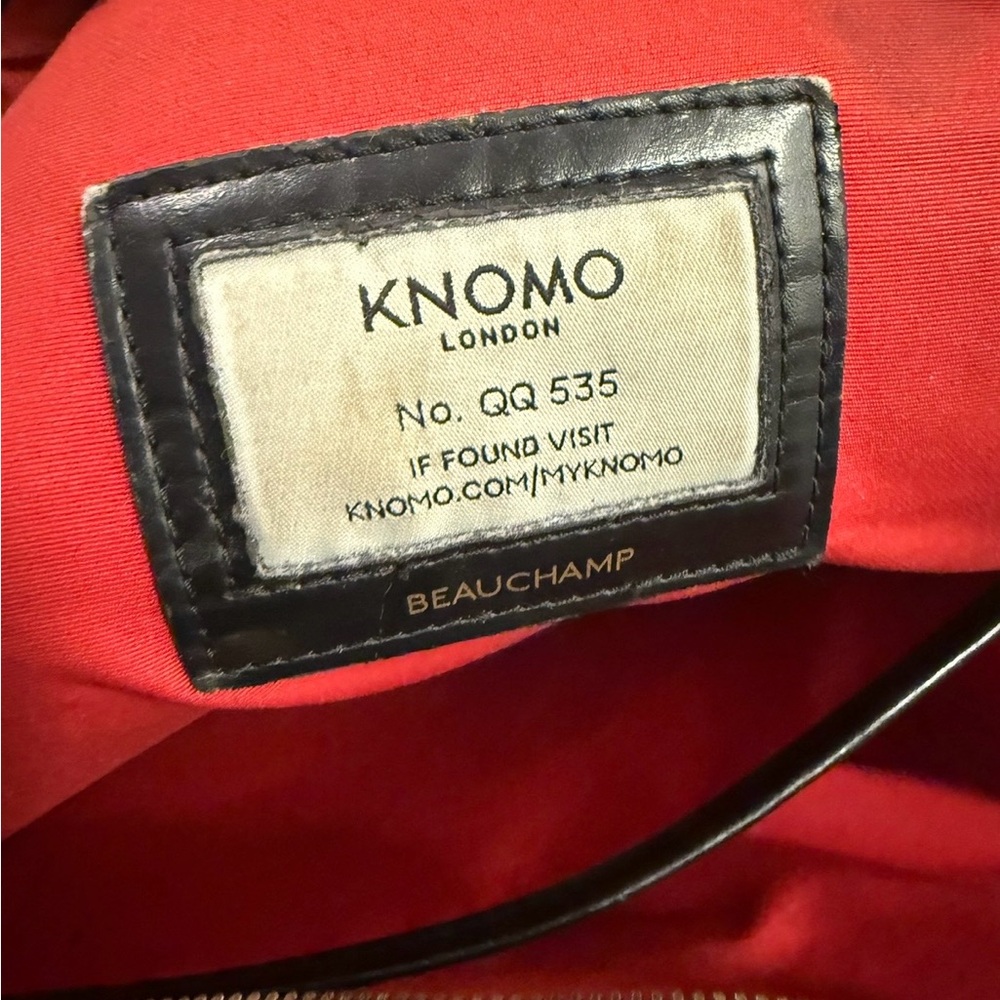 KNOMO
LONDON
No. QQ 535
IF FOUND VISIT
KNOMO.COM/MYKNOMO
BEAUCHAMP